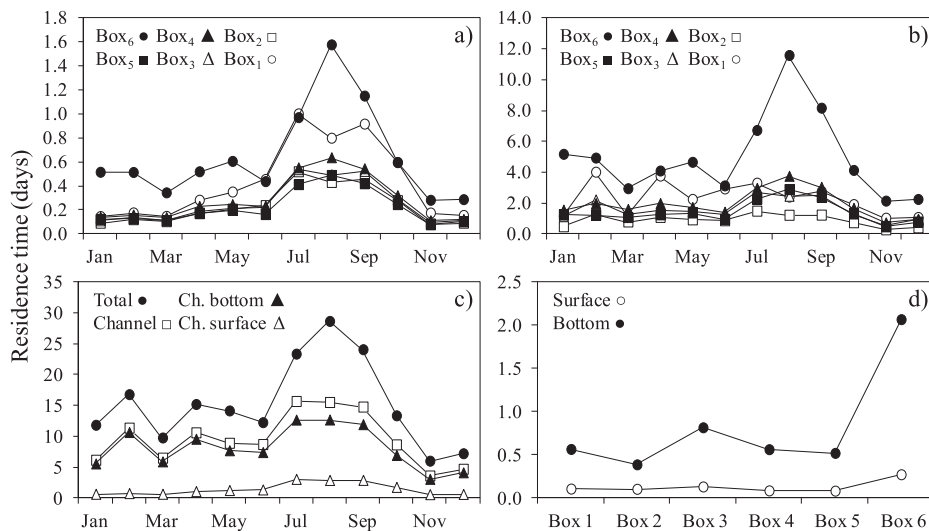 Residence time (days)
1.8
1.6
1.4
1.2
1.0
0.8
0.6
0.4
0.2
0.0
Box6 ● Box4 ▲ Box2 □
Box5 ■ Box3 △ Box1 ○
a)
Jan Mar May Jul Sep Nov
14.0
12.0
10.0
8.0
6.0
4.0
2.0
0.0
Box6 ● Box4 ▲ Box2 □
Box5 ■ Box3 △ Box1 ○
b)
Jan Mar May Jul Sep Nov
35
30
25
20
15
10
5
0
Total ● Ch. bottom ▲
Channel □ Ch. surface △
c)
Jan Mar May Jul Sep Nov
2.5
2.0
1.5
1.0
0.5
0.0
Surface ○
Bottom ●
d)
Box 1 Box 2 Box 3 Box 4 Box 5 Box 6